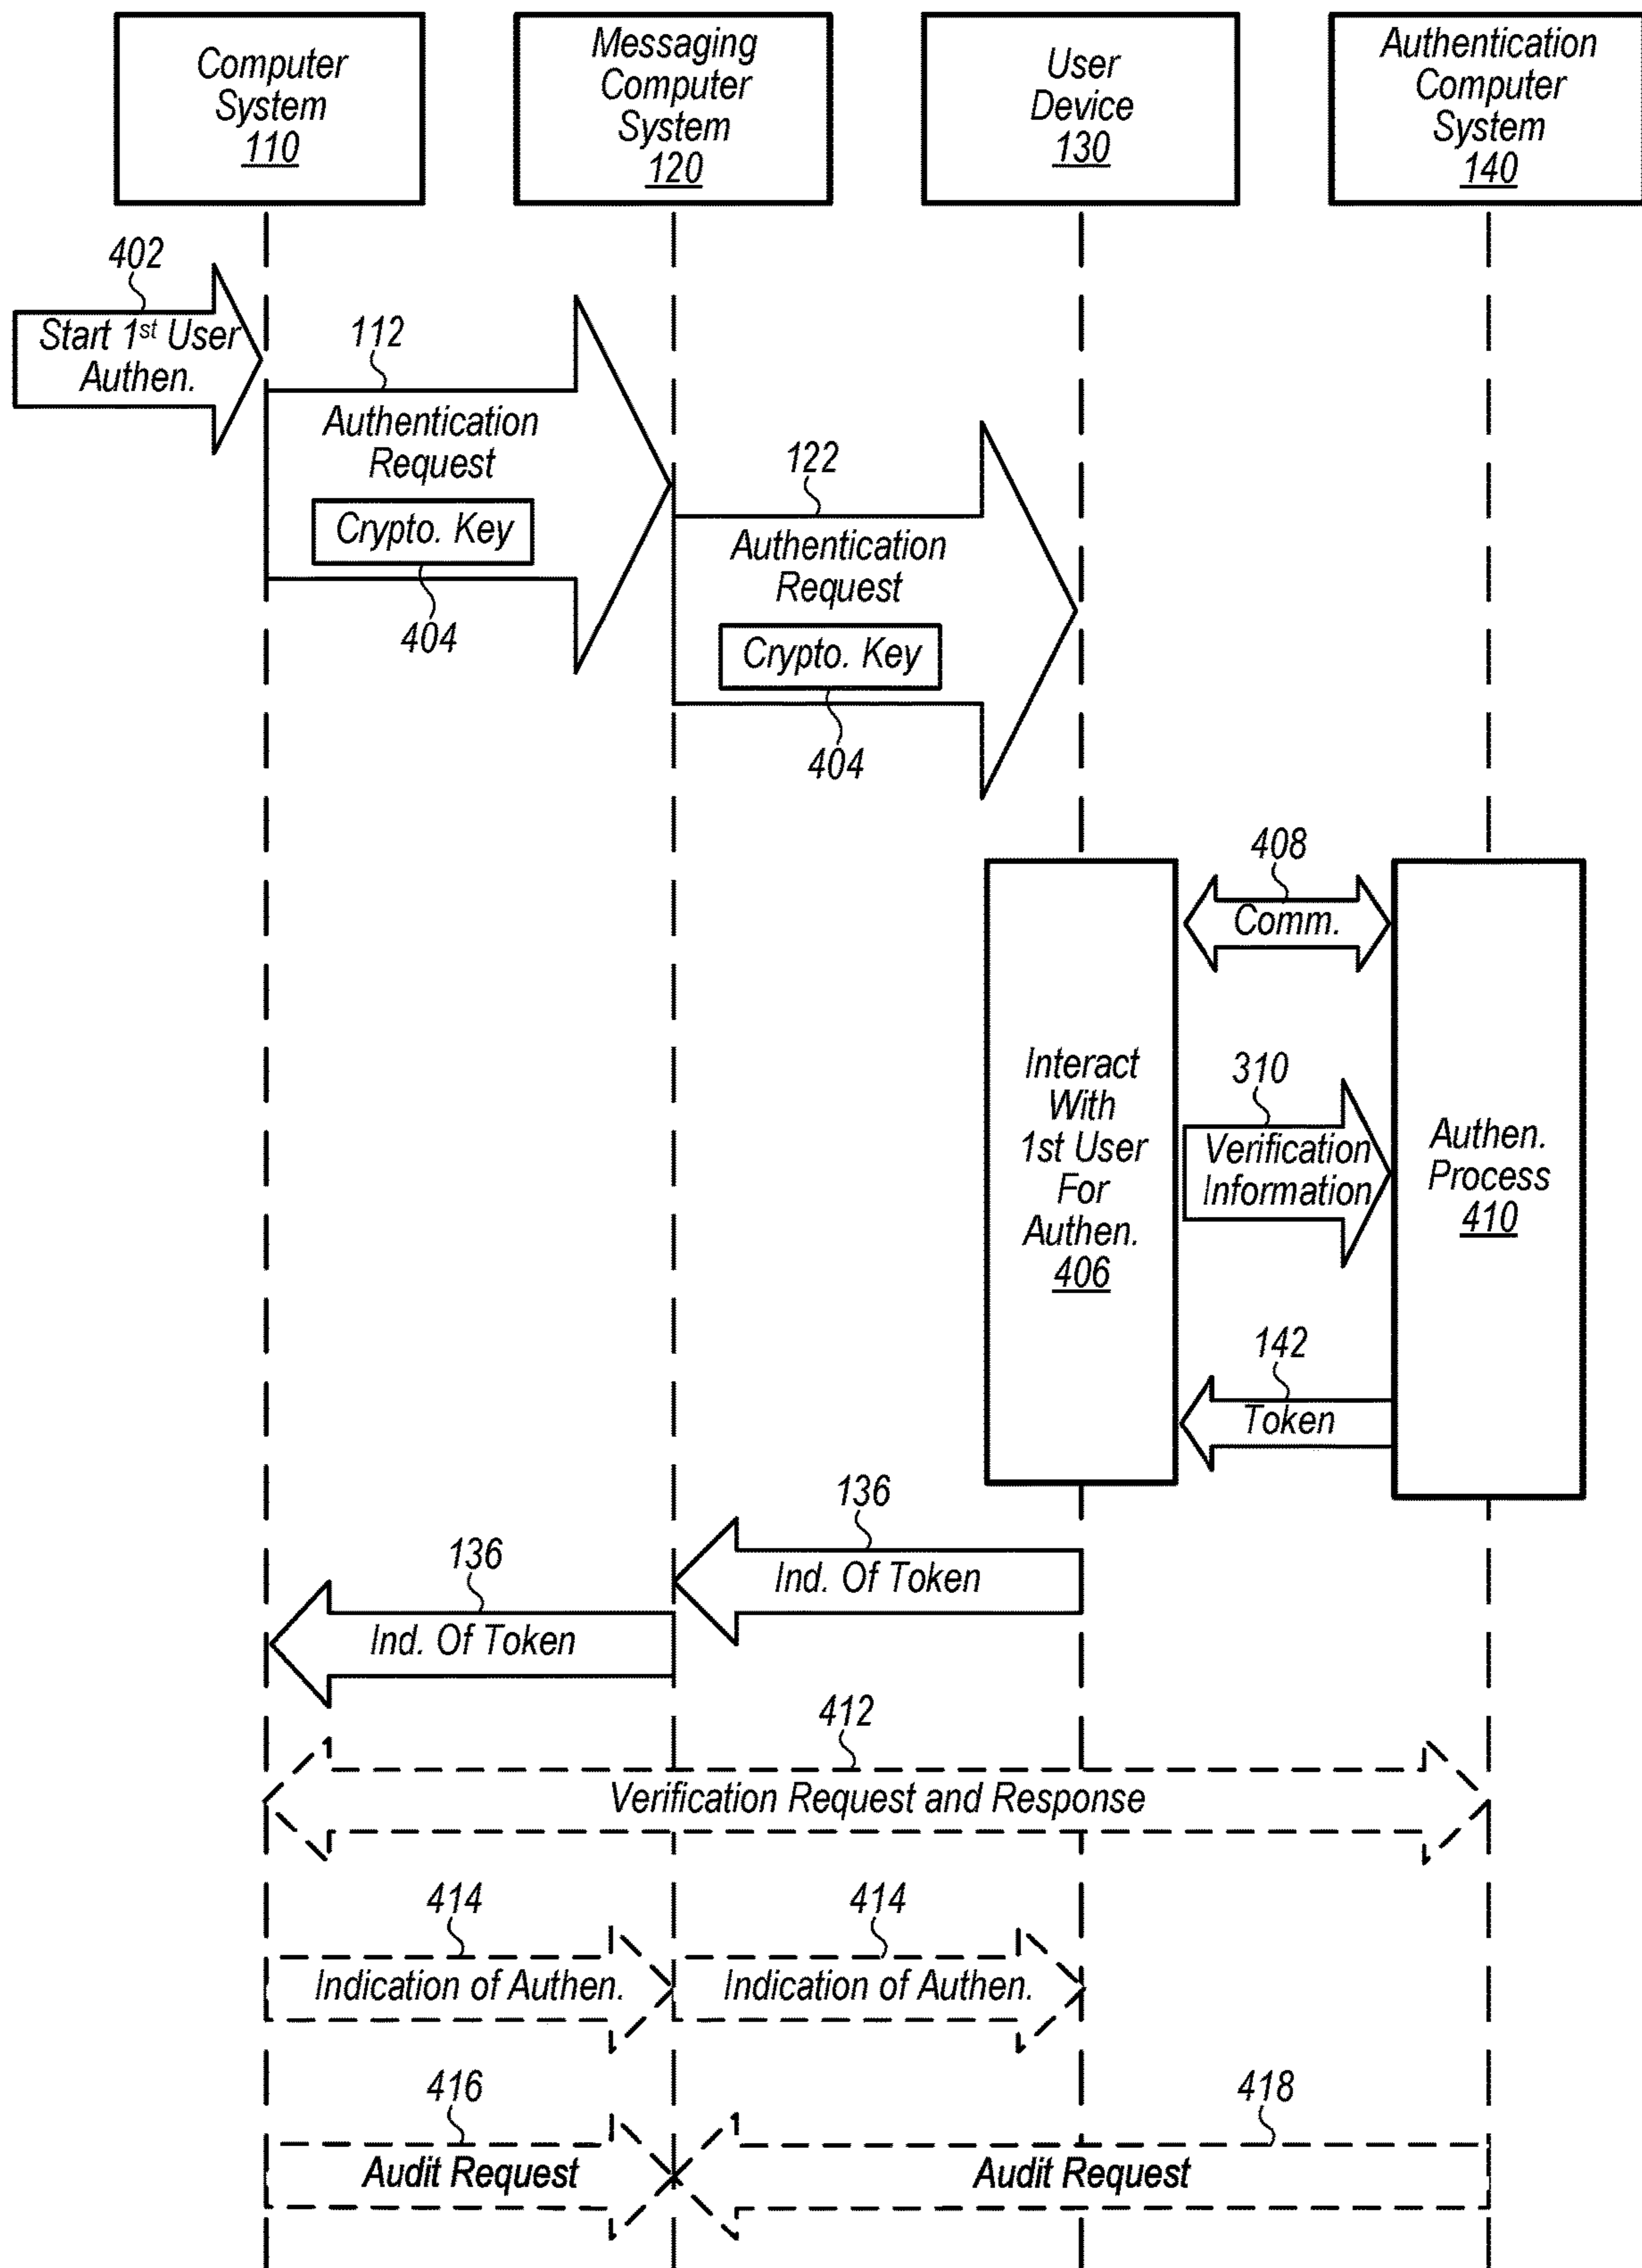 Computer
System
110
Messaging
Computer
System
120
User
Device
130
Authentication
Computer
System
140
402
Start 1st User
Authen.
112
Authentication
Request
Crypto. Key
404
122
Authentication
Request
Crypto. Key
404
408
Comm.
Interact
With
1st User
For
Authen.
406
310
Verification
Information
Authen.
Process
410
142
Token
136
Ind. Of Token
136
Ind. Of Token
412
Verification Request and Response
414
Indication of Authen.
414
Indication of Authen.
416
Audit Request
418
Audit Request